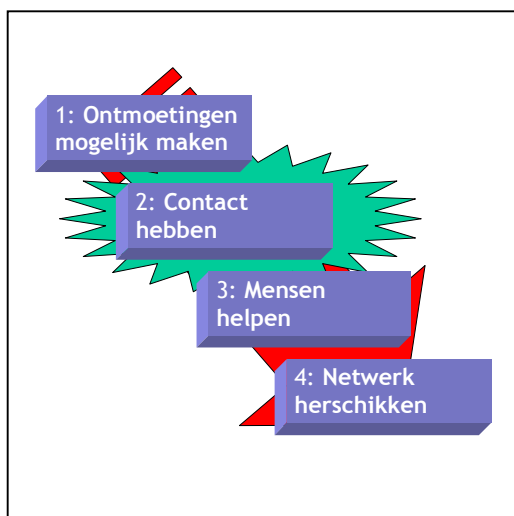 1: Ontmoetingen
mogelijk maken
2: Contact
hebben
3: Mensen
helpen
4: Netwerk
herschikken